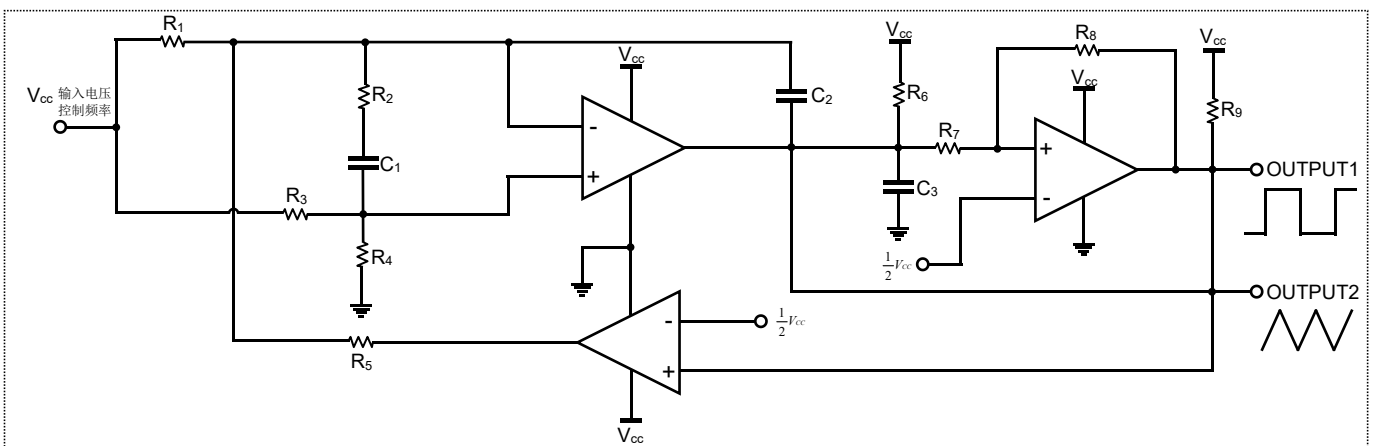 R1
Vcc 输入电压
控制频率
R2
C1
R3
R4
R5
Vcc
-
+
C2
Vcc
R6
R7
C3
R8
Vcc
+
-
1/2 Vcc
Vcc
R9
OUTPUT1
OUTPUT2
-
+
1/2 Vcc
Vcc